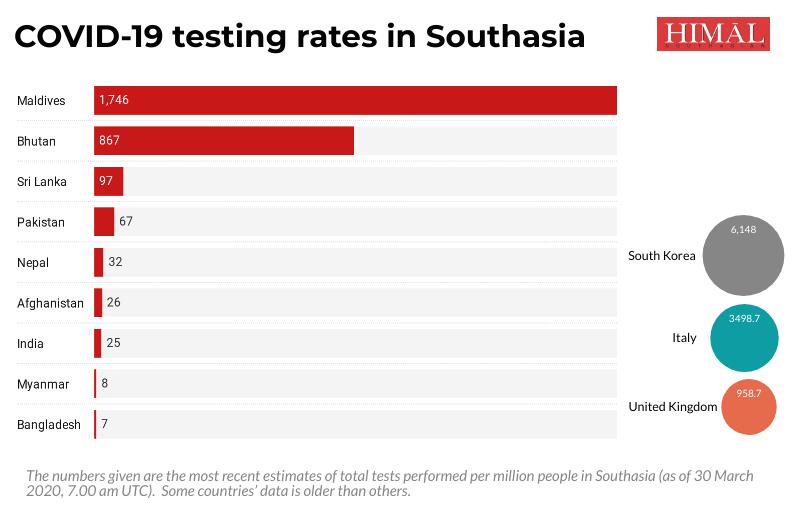 COVID-19 testing rates in Southasia
HIMĀL
SOUTHASIAN
Maldives 1,746
Bhutan 867
Sri Lanka 97
Pakistan 67
Nepal 32
Afghanistan 26
India 25
Myanmar 8
Bangladesh 7
South Korea 6,148
Italy 3498.7
United Kingdom 958.7
The numbers given are the most recent estimates of total tests performed per million people in Southasia (as of 30 March
2020, 7.00 am UTC). Some countries' data is older than others.